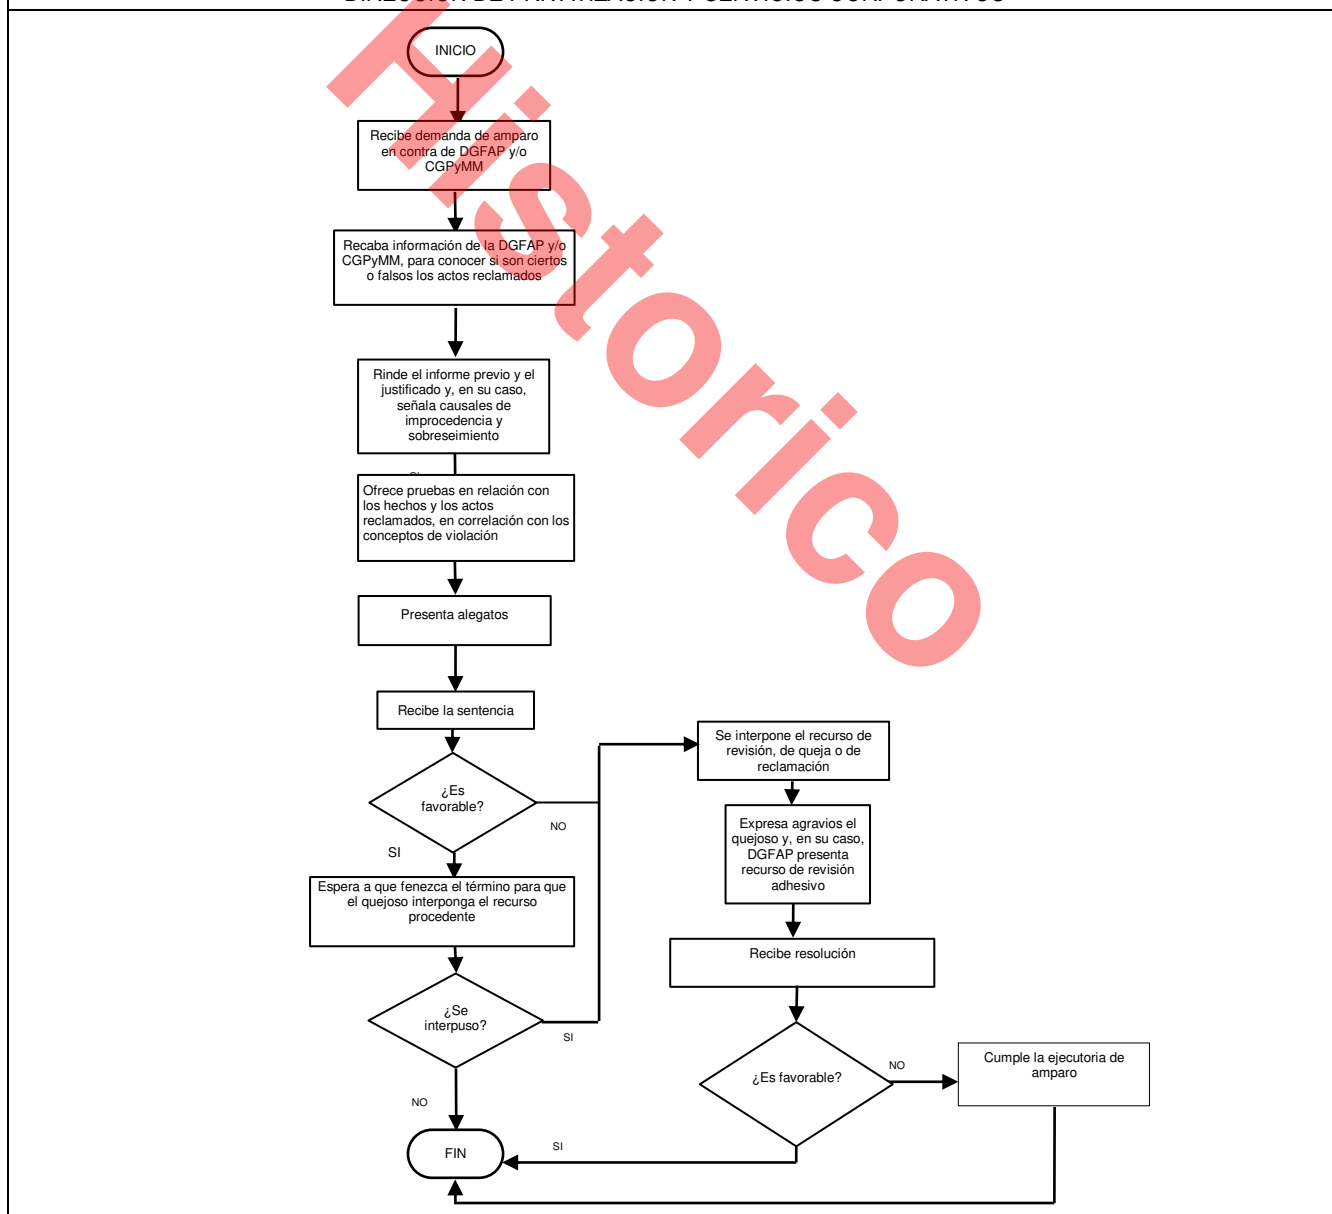 INICIO
Recibe demanda de amparo
en contra de DGFAP y/o
CGPyMM
Recaba información de la DGFAP y/o
CGPyMM, para conocer si son ciertos
o falsos los actos reclamados
Rinde el informe previo y el
justificado y, en su caso,
señala causales de
improcedencia y
sobreseimiento
Ofrece pruebas en relación con
los hechos y los actos
reclamados, en correlación con los
conceptos de violación
Presenta alegatos
Recibe la sentencia
¿Es
favorable?
NO
SI
Espera a que fenezca el término para que
el quejoso interponga el recurso
procedente
¿Se
interpuso?
SI
NO
FIN
Se interpone el recurso de
revisión, de queja o de
reclamación
Expresa agravios el
quejoso y, en su caso,
DGFAP presenta
recurso de revisión
adhesivo
Recibe resolución
¿Es favorable?
NO
SI
Cumple la ejecutoria de
amparo
Historico